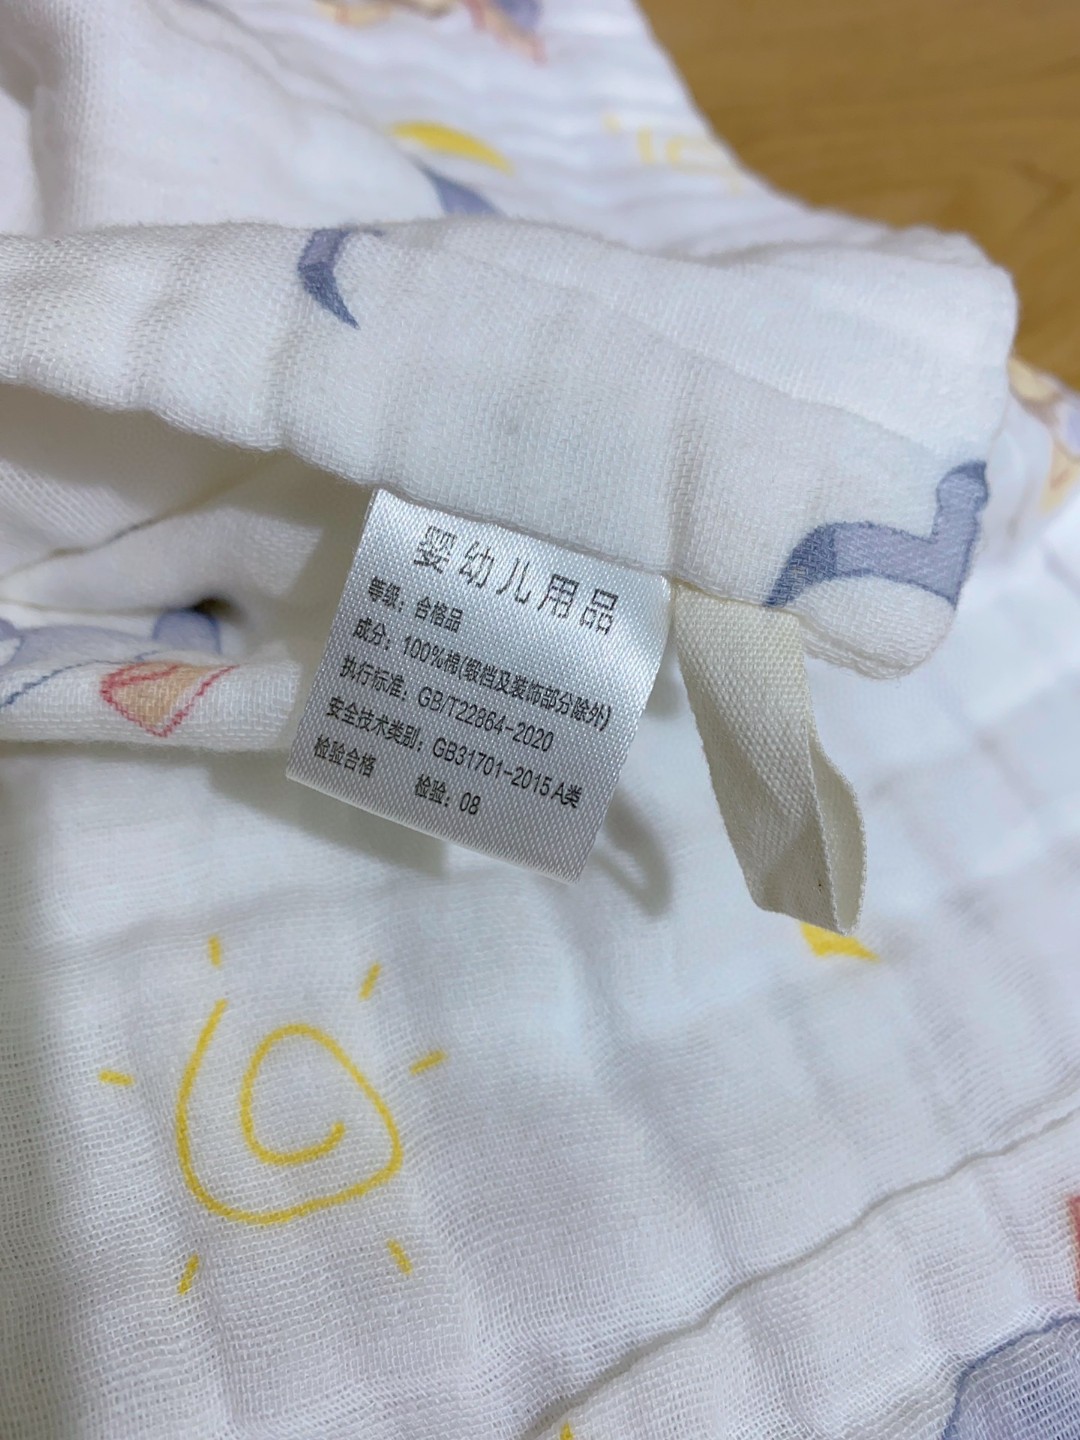 婴幼儿用品
等级：合格品
成分：100%棉(缎档及装饰部分除外)
执行标准：GB/T22864-2020
安全技术类别：GB31701-2015 A类
检验合格 检验：08